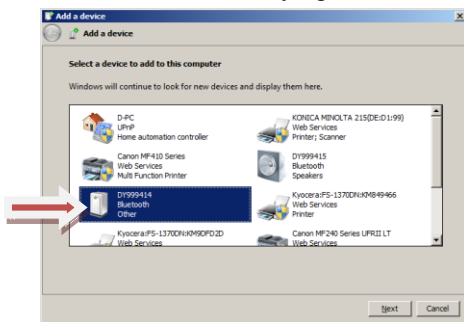 Add a device
Add a device
Select a device to add to this computer
Windows will continue to look for new devices and display them here.
D-PC
UPnP
Home automation controller
KONICA MINOLTA 215(DE:D1:99)
Web Services
Printer; Scanner
Canon MF410 Series
Web Services
Multi Function Printer
DY999415
Bluetooth
Speakers
DY999414
Bluetooth
Other
Kyocera:FS-1370DN:KM849466
Web Services
Printer
Kyocera:FS-1370DN:KM9DFD2D
Web Services
Canon MF240 Series UFRII LT
Web Services
Next
Cancel